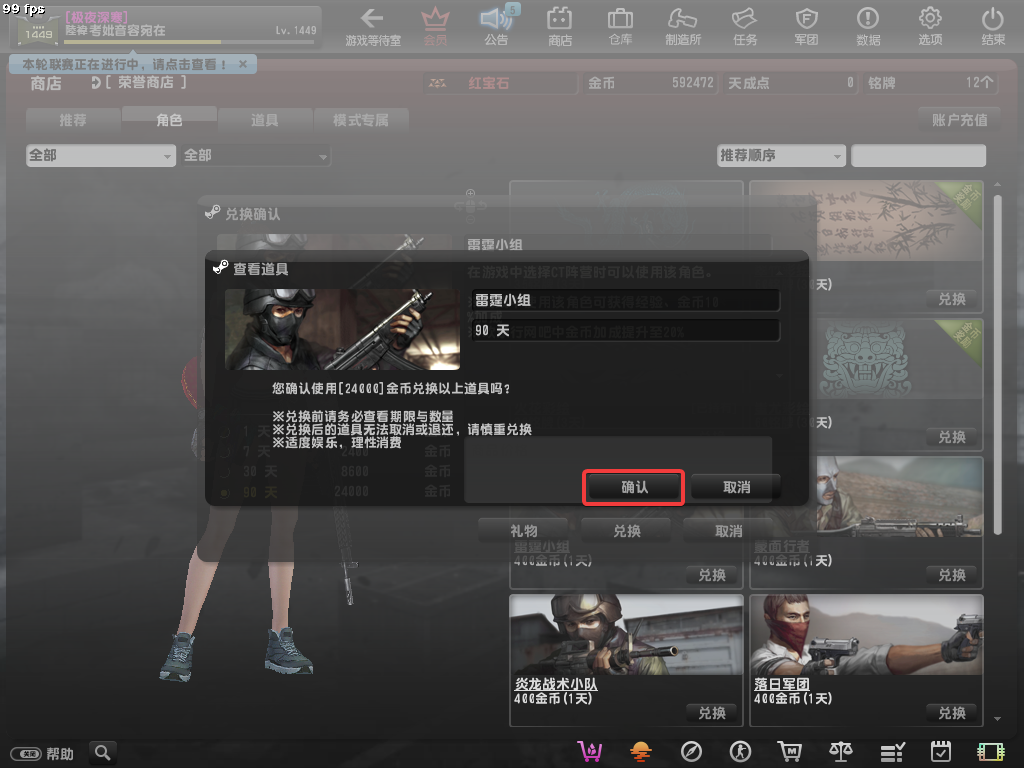 99 fps
[极夜深寒]
1449
Lv. 1449
游戏等待室
会员
公告
5
商店
仓库
制造所
任务
军团
数据
选项
结束
本轮联赛正在进行中，请点击查看！ ×
商店
[ 荣誉商店 ]
红宝石
金币 592472
天成点 0
铭牌 12个
推荐
角色
道具
模式专属
账户充值
全部
全部
推荐顺序
兑换确认
雷霆小组
在游戏中选择CT阵营时可以使用该角色。
查看道具
雷霆小组
90 天
您确认使用[24000]金币兑换以上道具吗？
※兑换前请务必查看期限与数量
※兑换后的道具无法取消或退还，请慎重兑换
※适度娱乐，理性消费
1 天
7 天 2400 金币
30 天 8600 金币
90 天 24000 金币
确认
取消
礼物
兑换
取消
天)
兑换
天)
兑换
雷霆小组
400金币(1天)
兑换
蒙面行者
400金币(1天)
兑换
炎龙战术小队
400金币(1天)
兑换
落日军团
400金币(1天)
兑换
关闭
帮助